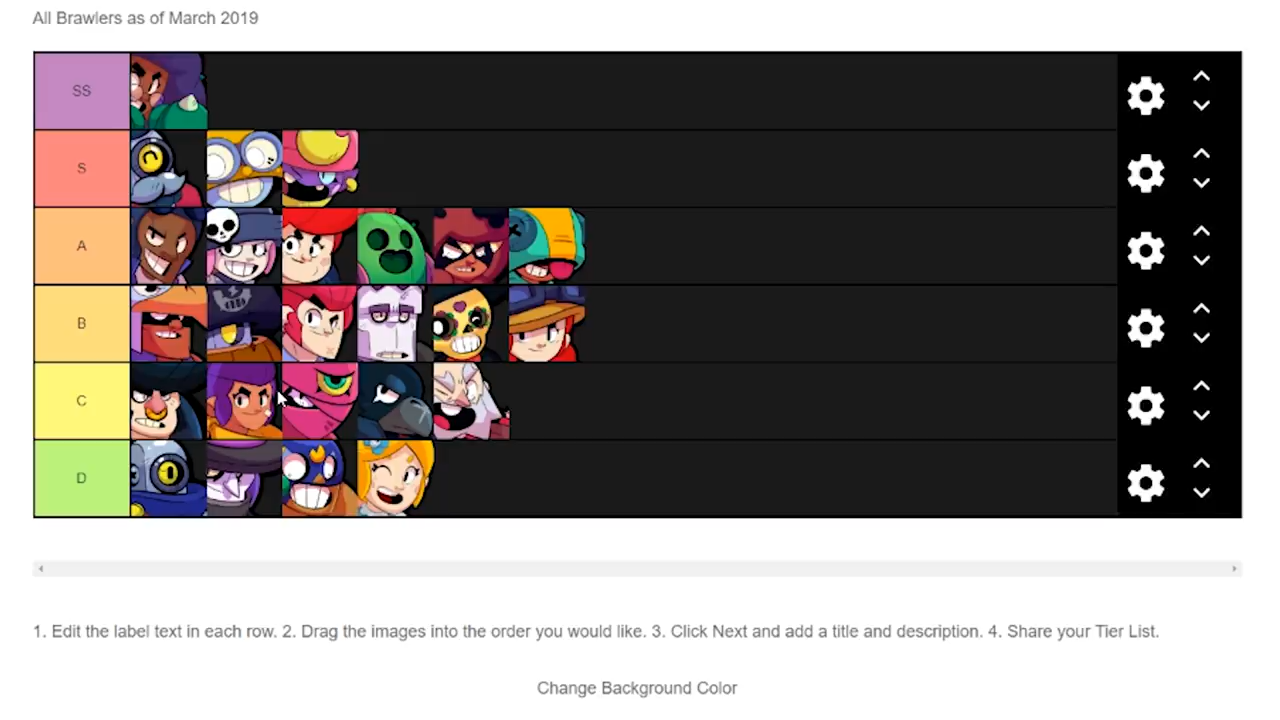 All Brawlers as of March 2019
SS
S
A
B
C
D
1. Edit the label text in each row. 2. Drag the images into the order you would like. 3. Click Next and add a title and description. 4. Share your Tier List.
Change Background Color